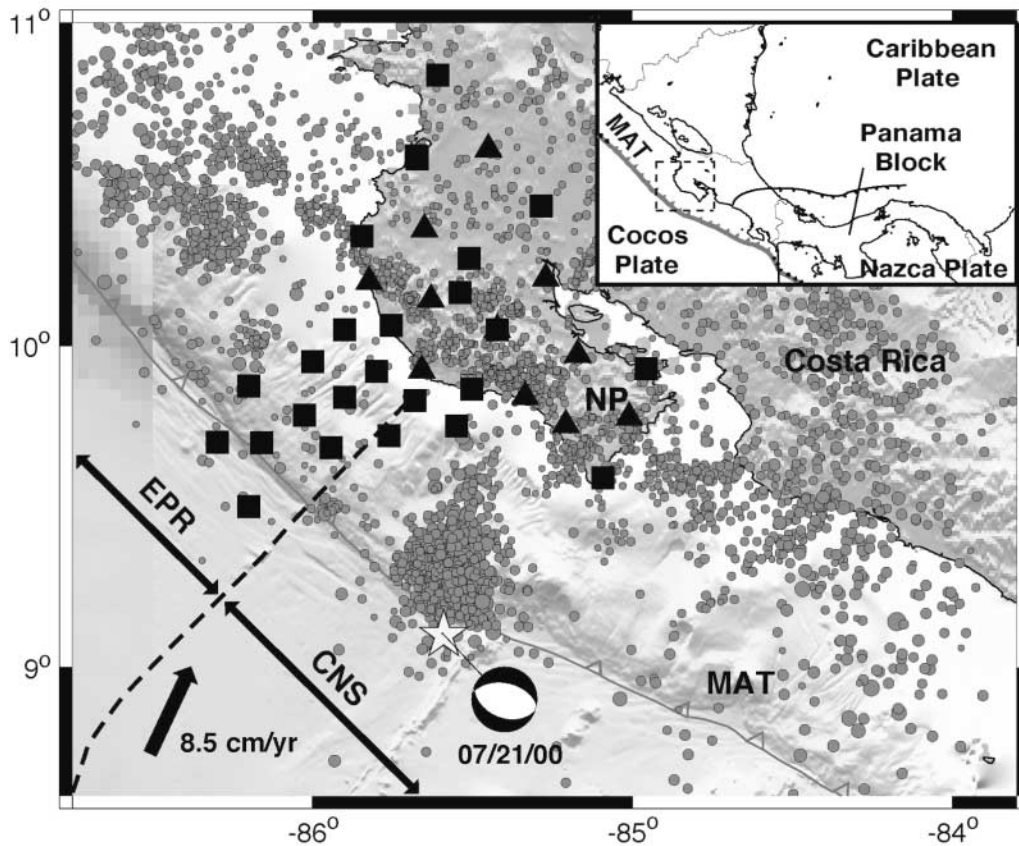 11°
Caribbean
Plate
MAT
Panama
Block
Cocos
Plate
Nazca Plate
10°
Costa Rica
NP
EPR
9°
CNS
MAT
8.5 cm/yr
07/21/00
-86°
-85°
-84°